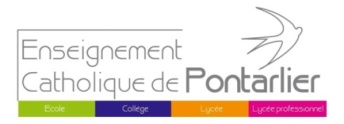 Enseignement
Catholique de Pontarlier
Ecole Collège Lycée Lycée professionnel